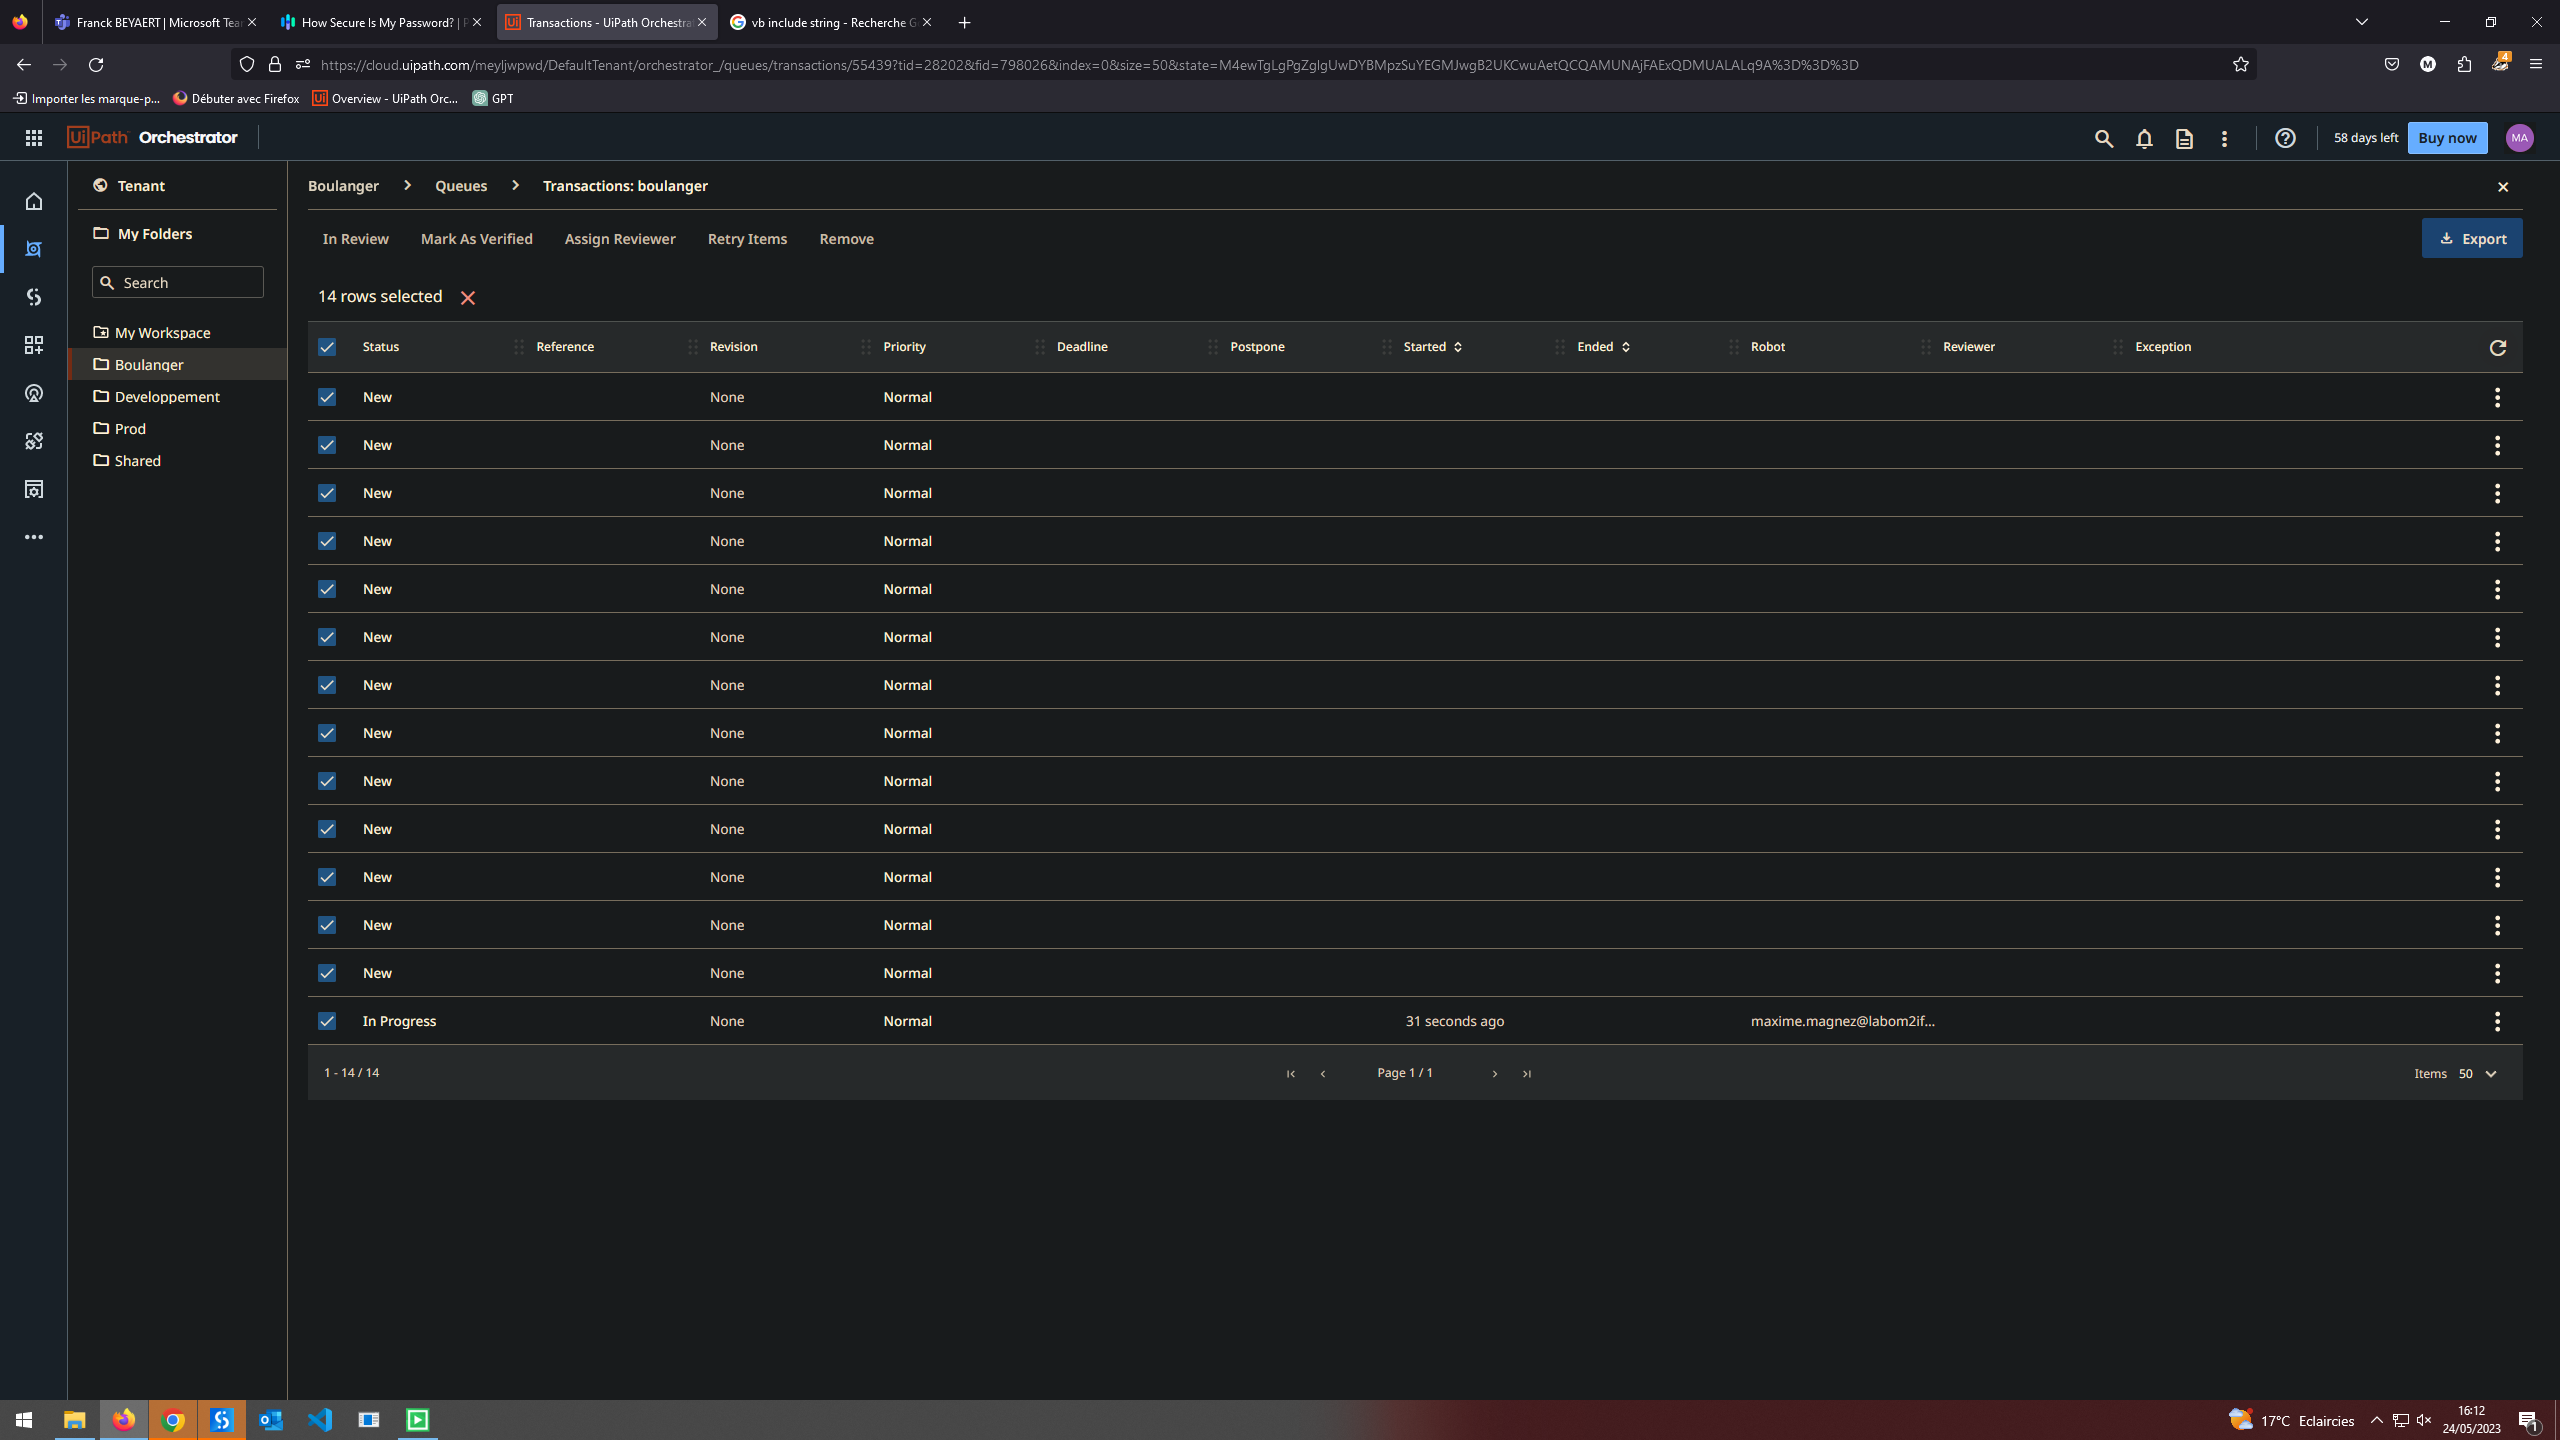 Franck BEYAERT | Microsoft Tea
How Secure Is My Password? | P
Transactions - UiPath Orchestra
vb include string - Recherche G
https://cloud.uipath.com/meyljwpwd/DefaultTenant/orchestrator_/queues/transactions/55439?tid=28202&fid=798026&index=0&size=50&state=M4ewTgLgPgZglgUwDYBMpzSuYEGMJwgB2UKCwuAetQCQAMUNAjFAExQDMUALALq9A%3D%3D%3D
M
4
Importer les marque-p...
Débuter avec Firefox
Overview - UiPath Orc...
GPT
UiPath Orchestrator
58 days left
Buy now
MA
Tenant
My Folders
Search
My Workspace
Boulanger
Developpement
Prod
Shared
Boulanger > Queues > Transactions: boulanger
In Review Mark As Verified Assign Reviewer Retry Items Remove
Export
14 rows selected
Status Reference Revision Priority Deadline Postpone Started Ended Robot Reviewer Exception
New None Normal
New None Normal
New None Normal
New None Normal
New None Normal
New None Normal
New None Normal
New None Normal
New None Normal
New None Normal
New None Normal
New None Normal
New None Normal
In Progress None Normal 31 seconds ago maxime.magnez@labom2if...
1 - 14 / 14
Page 1 / 1
Items 50
17°C Eclaircies
16:12
24/05/2023
1